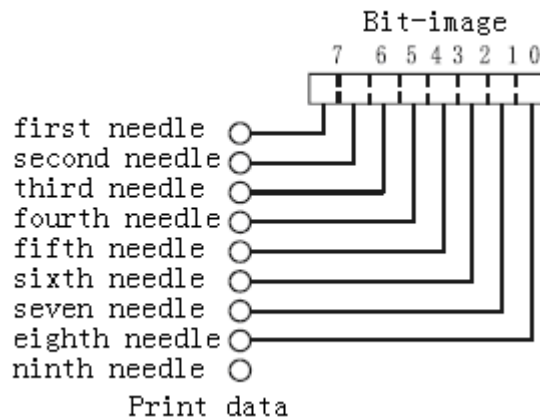 Bit-image
7 6 5 4 3 2 1 0
first needle
second needle
third needle
fourth needle
fifth needle
sixth needle
seven needle
eighth needle
ninth needle
Print data